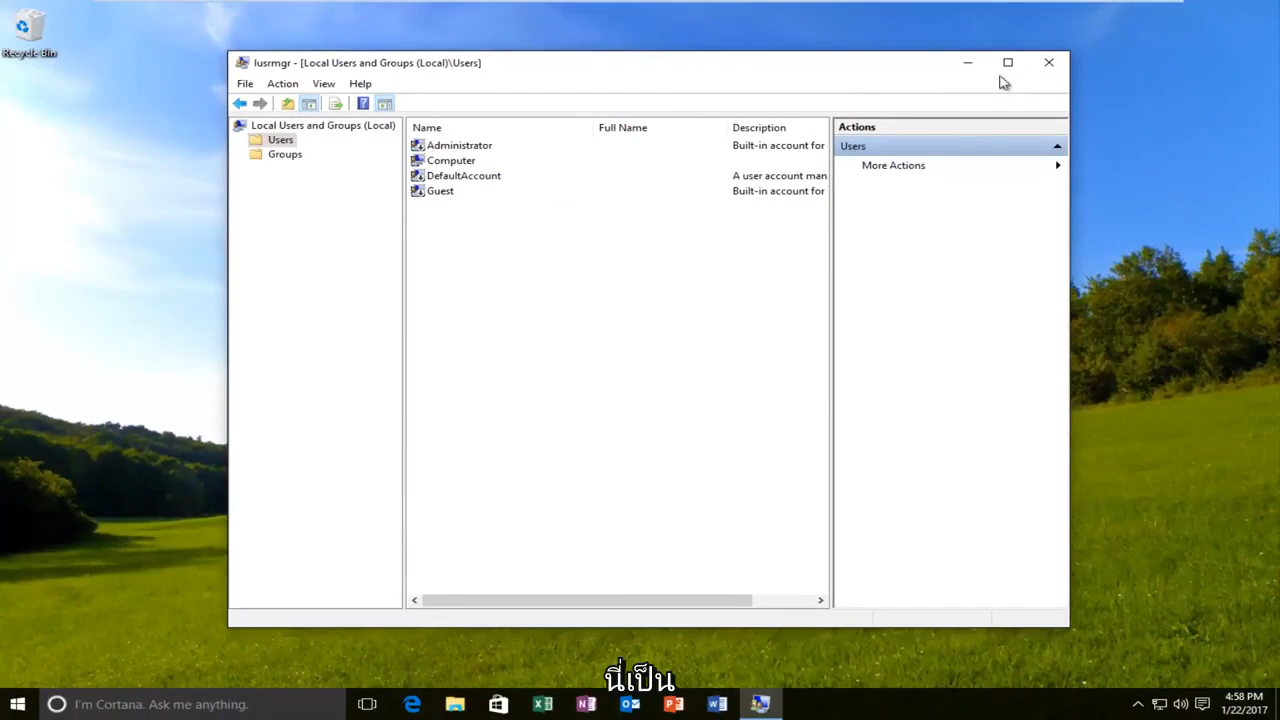 Recycle Bin
lusrmgr - [Local Users and Groups (Local)\Users]
File Action View Help
Local Users and Groups (Local)
Users
Groups
Name Full Name Description
Administrator Built-in account for
Computer
DefaultAccount A user account man
Guest Built-in account for
Actions
Users
More Actions
นี่เป็น
I'm Cortana. Ask me anything.
4:58 PM
1/22/2017